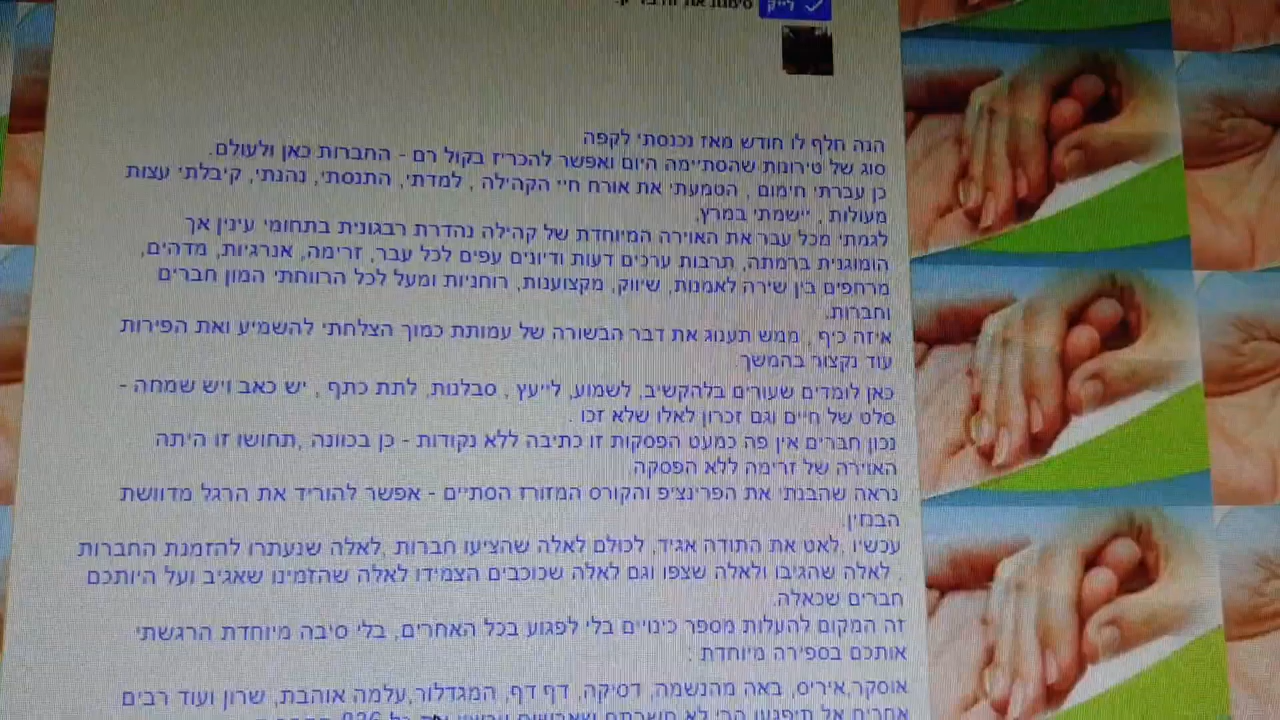 לייק
הנה חלף לו חודש מאז נכנסתי לקפה
סוג של טירונות שהסתיימה היום ואפשר להכריז בקול רם - החברות כאן ולעולם.
כן עברתי חימום , הטמעתי את אורח חיי הקהילה , למדתי, התנסתי, נהנתי, קיבלתי עצות
מעולות , יישמתי במרץ.
לגמתי מכל עבר את האוירה המיוחדת של קהילה נהדרת רבגונית בתחומי עינין אך
הומוגנית ברמתה, תרבות ערכים דעות ודיונים עפים לכל עבר, זרימה, אנרגיות, מדהים,
מרחפים בין שירה לאמנות, שיווק, מקצוענות, רוחניות ומעל לכל הרווחתי המון חברים
וחברות.
איזה כיף , ממש תענוג את דבר הבשורה של עמותת כמוך הצלחתי להשמיע ואת הפירות
עוד נקצור בהמשך
כאן לומדים שעורים בלהקשיב, לשמוע, לייעץ , סבלנות, לתת כתף , יש כאב ויש שמחה -
סלט של חיים וגם זכרון לאלו שלא זכו .
נכון חברים אין פה כמעט הפסקות זו כתיבה ללא נקודות - כן בכוונה ,תחושו זו היתה
האוירה של זרימה ללא הפסקה
נראה שהבנתי את הפרינציפ והקורס המזורז הסתיים - אפשר להוריד את הרגל מדוושת
הבנזין.
עכשיו ,לאט את התודה אגיד, לכולם לאלה שהציעו חברות ,לאלה שנעתרו להזמנת החברות
, לאלה שהגיבו ולאלה שצפו וגם לאלה שכוכבים הצמידו לאלה שהזמינו שאגיב ועל היותכם
חברים שכאלה.
זה המקום להעלות מספר כינויים בלי לפגוע בכל האחרים, בלי סיבה מיוחדת הרגשתי
אותכם בספירה מיוחדת :
אוסקר,איריס, באה מהנשמה, דסיקה, דף דף, המגדלור,עלמה אוהבת, שרון ועוד רבים
אחרים אל תיפגעו הרי לא